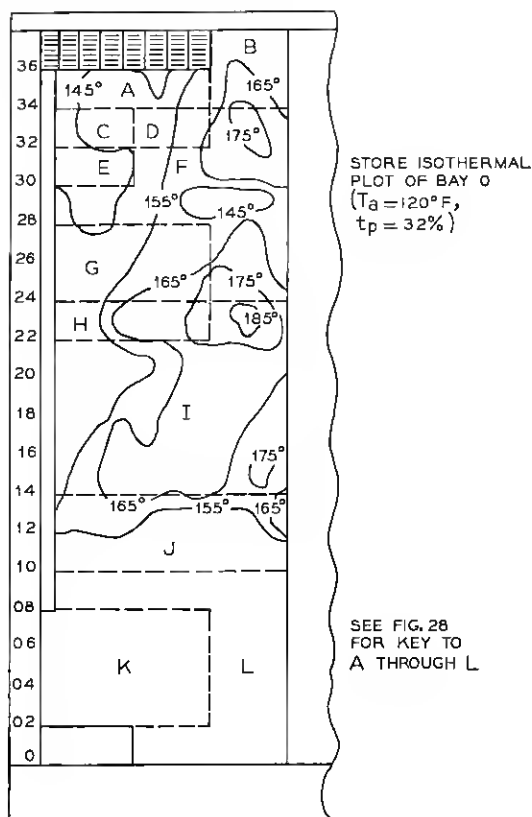 B
36
145°
A
165°
34
C
D
175°
32
E
F
30
155°
145°
28
26
G
165°
175°
24
H
185°
22
20
18
I
16
175°
14
165°
155°
165°
12
J
10
08
06
K
L
04
02
0
STORE ISOTHERMAL
PLOT OF BAY 0
(Ta = 120°F,
tp = 32%)
SEE FIG. 28
FOR KEY TO
A THROUGH L